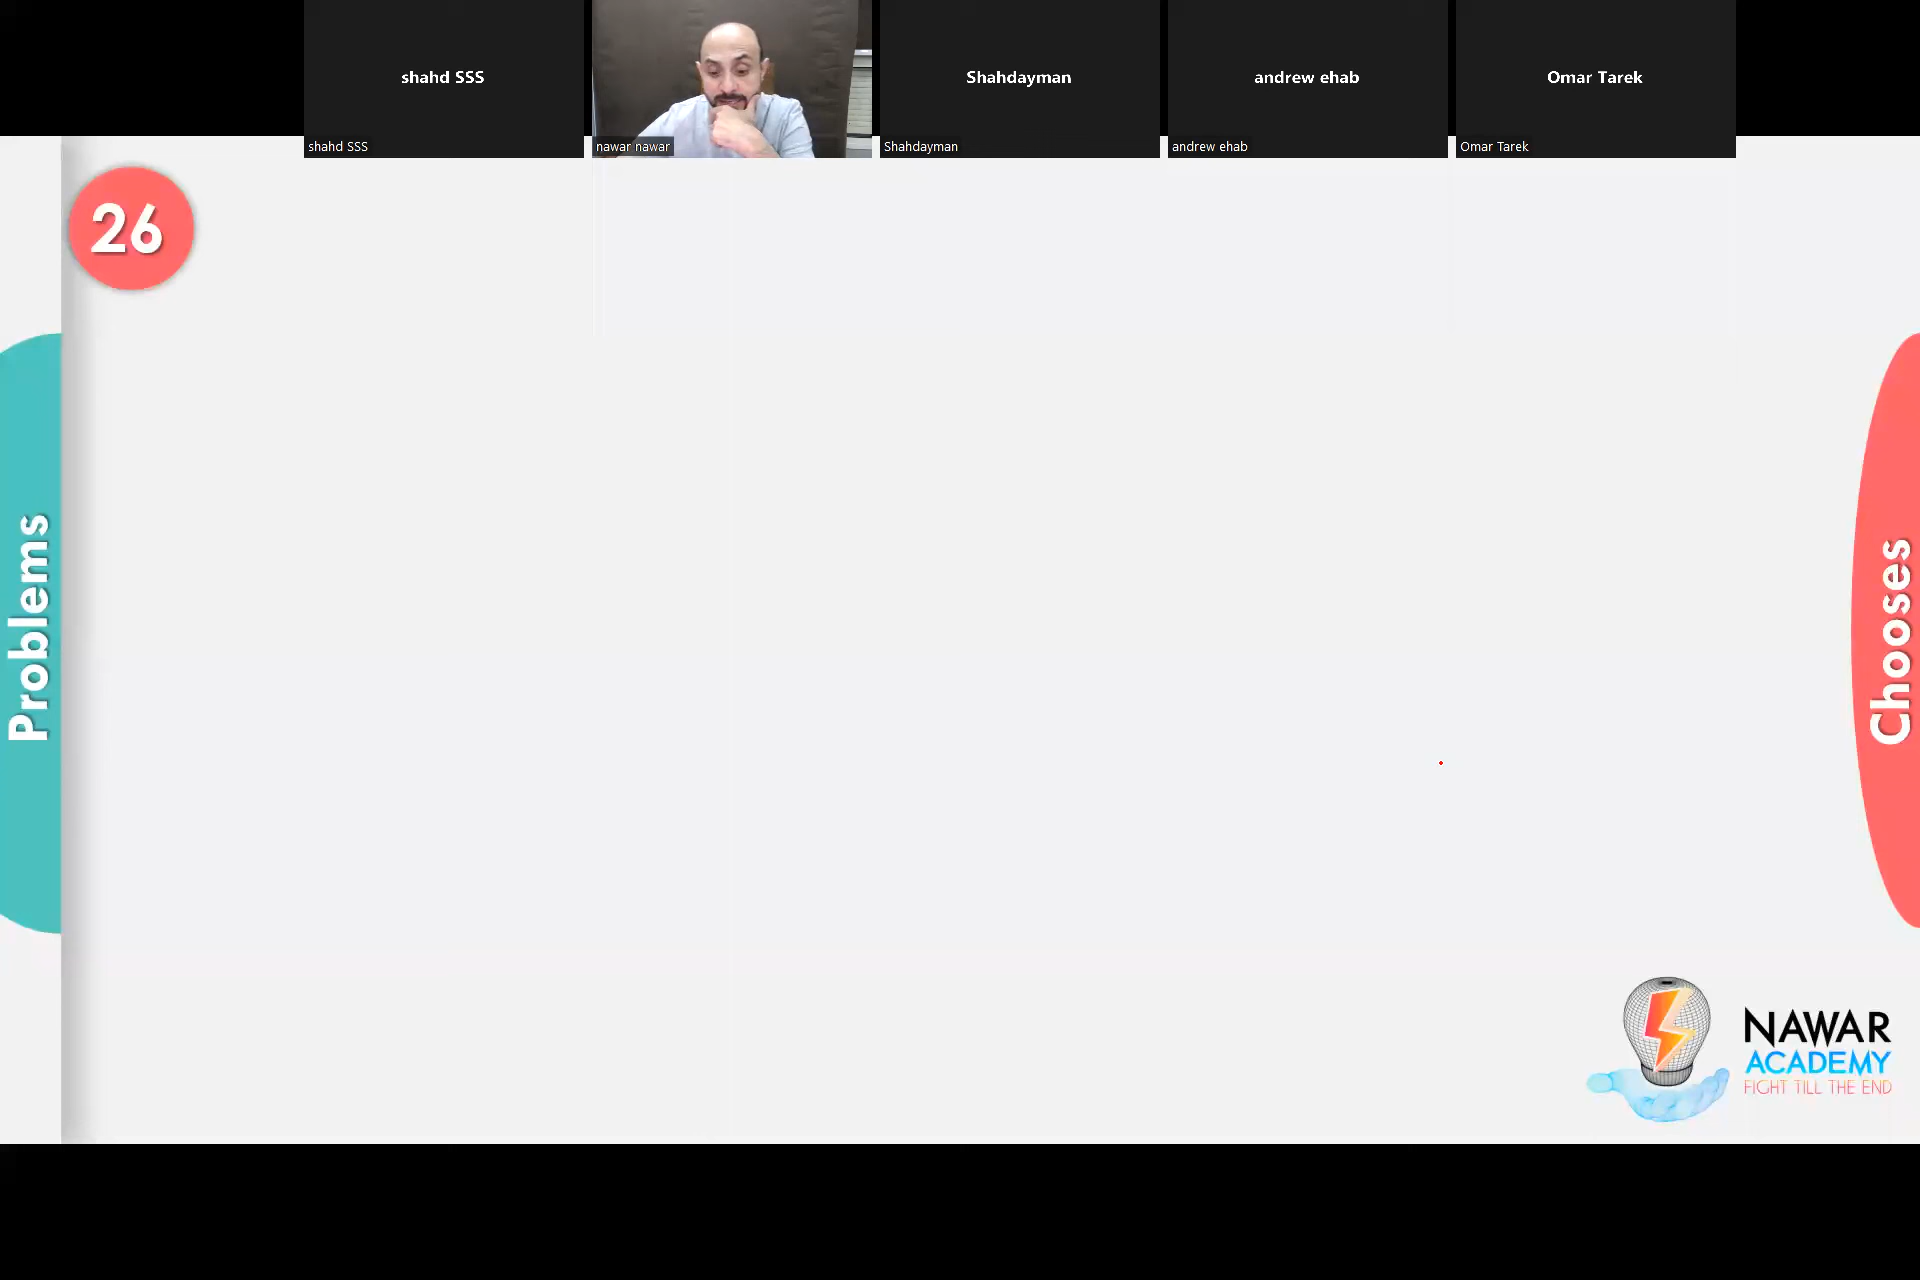 shahd SSS
Shahdayman
andrew ehab
Omar Tarek
shahd SSS
nawar nawar
Shahdayman
andrew ehab
Omar Tarek
26
Problems
Chooses
NAWAR
ACADEMY
FIGHT TILL THE END